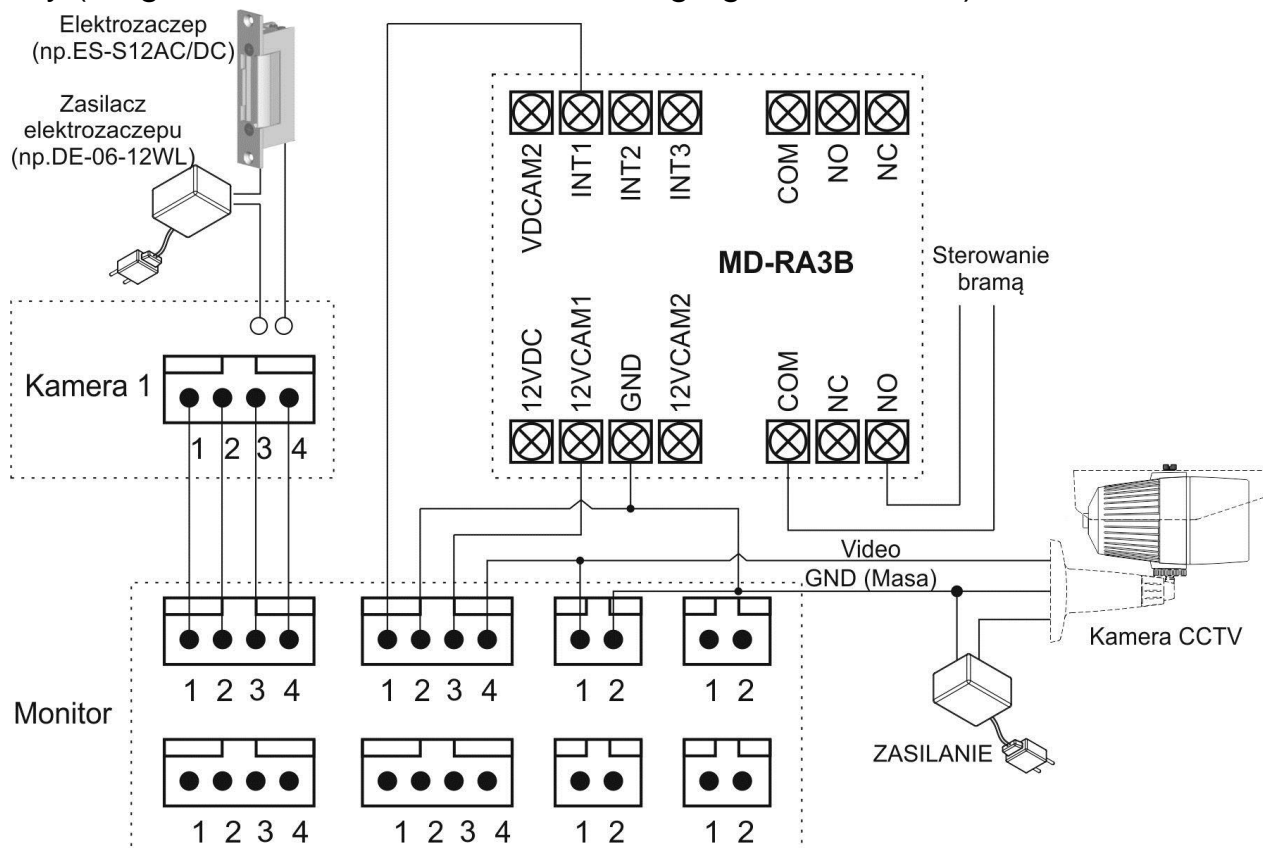 Elektrozaczep
(np.ES-S12AC/DC)
Zasilacz
elektrozaczepu
(np.DE-06-12WL)
VDCAM2
INT1
INT2
INT3
COM
NO
NC
MD-RA3B
Sterowanie
bramą
12VDC
12VCAM1
GND
12VCAM2
COM
NC
NO
Kamera 1
1 2 3 4
Video
GND (Masa)
Kamera CCTV
1 2 3 4
1 2 3 4
1 2
1 2
Monitor
ZASILANIE
1 2 3 4
1 2 3 4
1 2
1 2